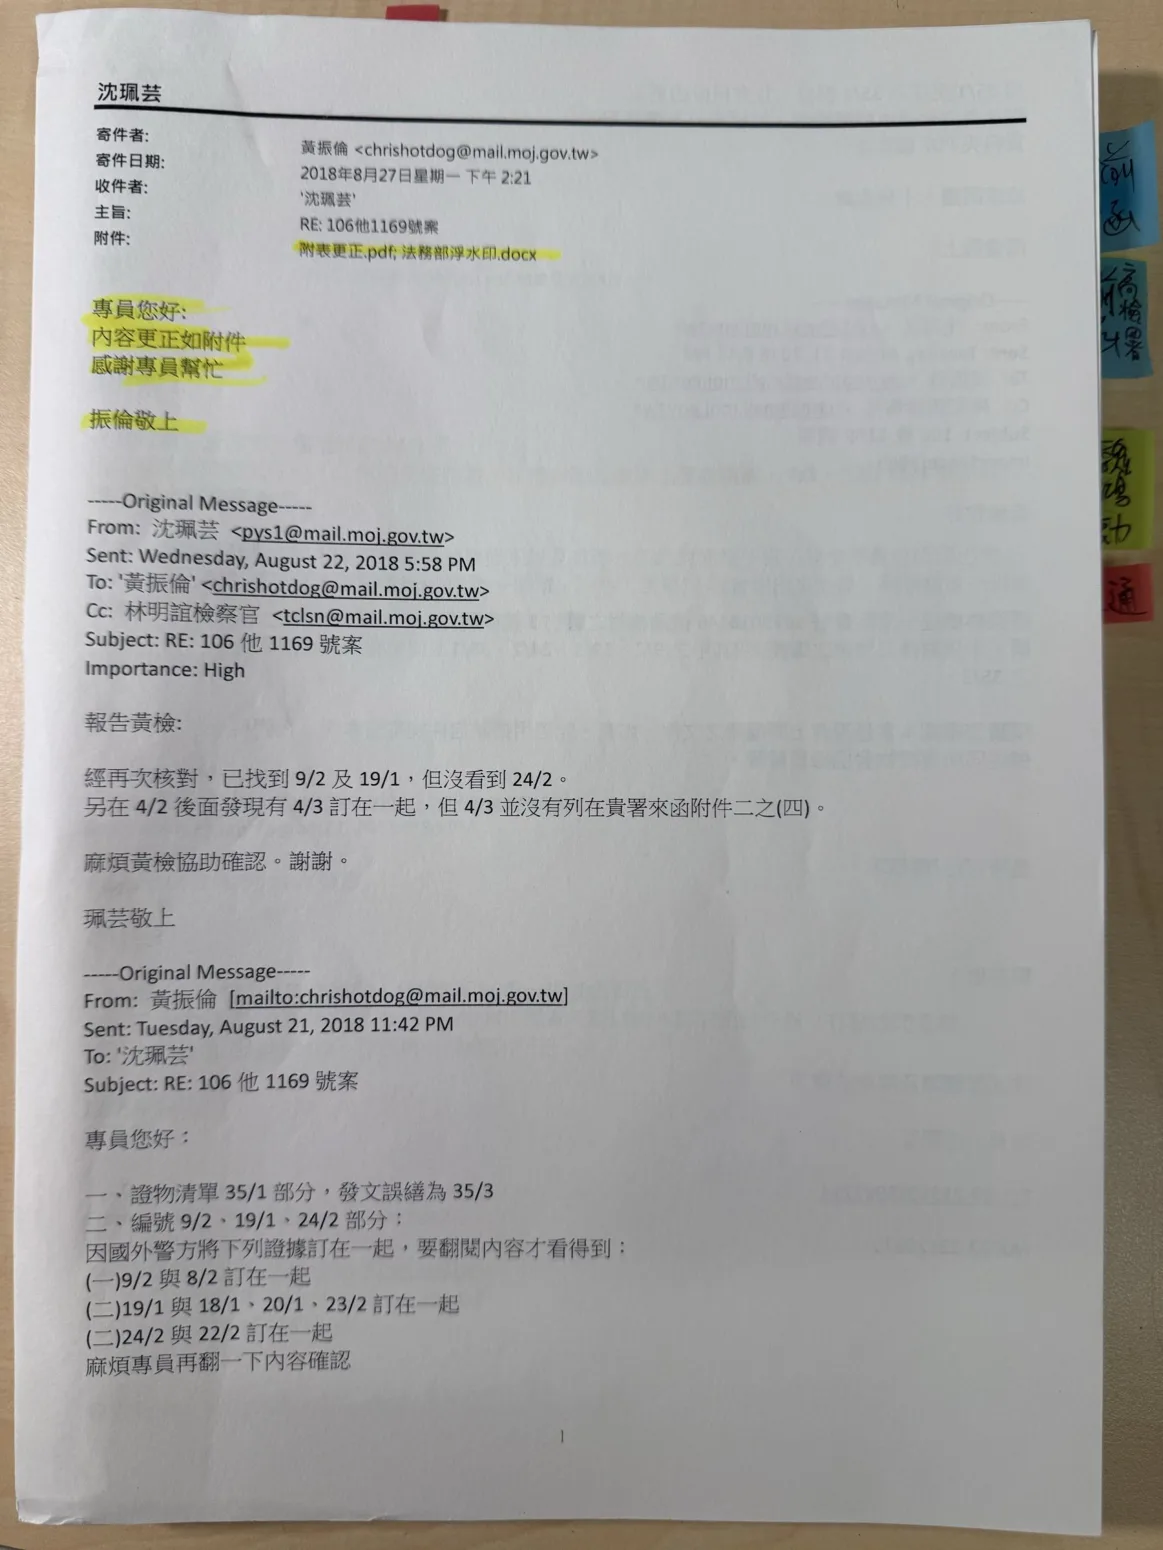 沈珮芸
寄件者: 黃振倫 <chrishotdog@mail.moj.gov.tw>
寄件日期: 2018年8月27日星期一 下午 2:21
收件者: '沈珮芸'
主旨: RE: 106他1169號案
附件: 附表更正.pdf; 法務部浮水印.docx
專員您好:
內容更正如附件
感謝專員幫忙
振倫敬上
-----Original Message-----
From: 沈珮芸 <pys1@mail.moj.gov.tw>
Sent: Wednesday, August 22, 2018 5:58 PM
To: '黃振倫' <chrishotdog@mail.moj.gov.tw>
Cc: 林明誼檢察官 <tclsn@mail.moj.gov.tw>
Subject: RE: 106 他 1169 號案
Importance: High
報告黃檢:
經再次核對，已找到 9/2 及 19/1，但沒看到 24/2。
另在 4/2 後面發現有 4/3 訂在一起，但 4/3 並沒有列在貴署來函附件二之(四)。
麻煩黃檢協助確認。謝謝。
珮芸敬上
-----Original Message-----
From: 黃振倫 [mailto:chrishotdog@mail.moj.gov.tw]
Sent: Tuesday, August 21, 2018 11:42 PM
To: '沈珮芸'
Subject: RE: 106 他 1169 號案
專員您好：
一、證物清單 35/1 部分，發文誤繕為 35/3
二、編號 9/2、19/1、24/2 部分：
因國外警方將下列證據訂在一起，要翻閱內容才看得到：
(一)9/2 與 8/2 訂在一起
(二)19/1 與 18/1、20/1、23/2 訂在一起
(二)24/2 與 22/2 訂在一起
麻煩專員再翻一下內容確認
1
前函
高檢署
通